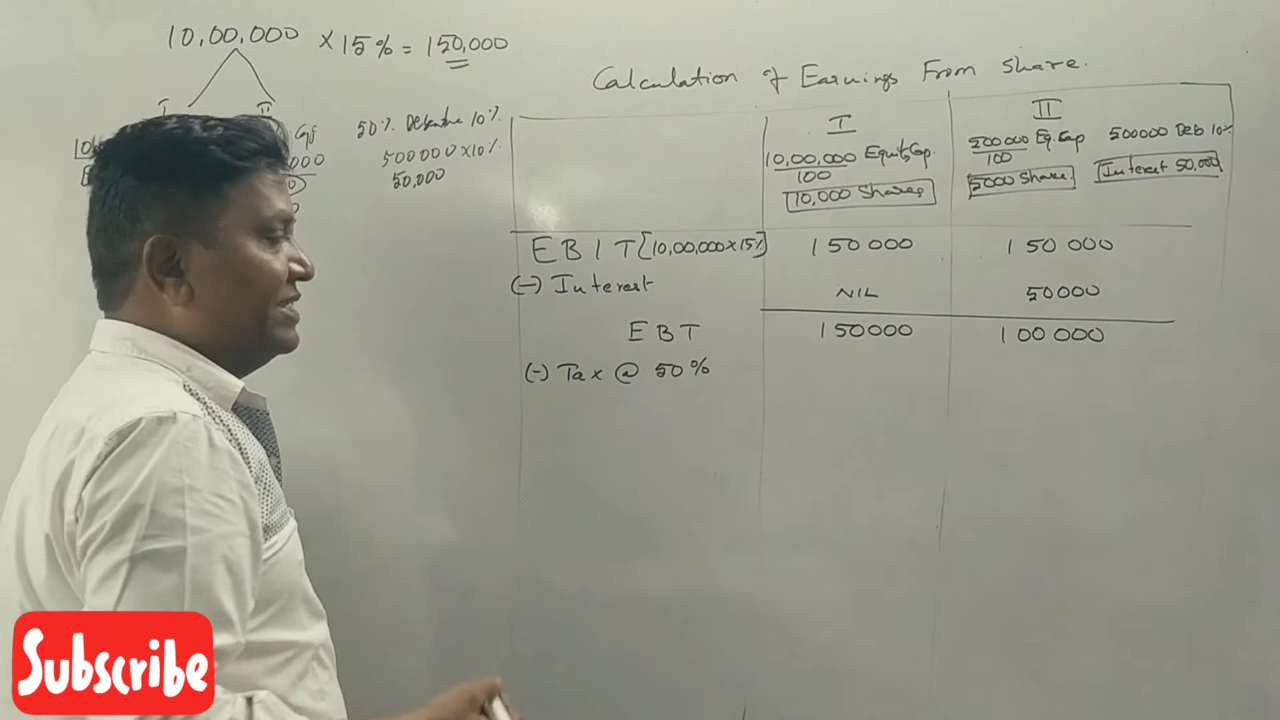 10,00,000 × 15% = 150,000
I II
50% Debenture 10%
500000 × 10%
50,000
Calculation of Earnings From Share.
I
10,00,000 Equity Cap.
100
10,000 Shares
II
500000 Eq. Cap 500000 Deb 10%
100
5000 Share. Interest 50,000
EBIT [10,00,000 × 15%] 150000 150 000
(-) Interest NIL 50000
EBT 150000 100 000
(-) Tax @ 50%
Subscribe